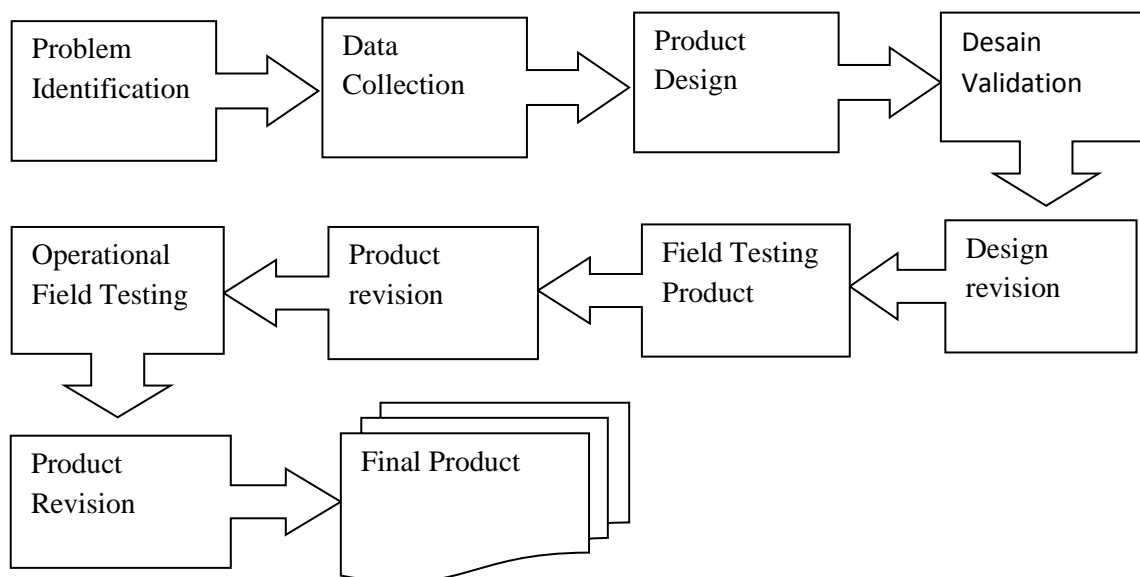 Problem
Identification
Data
Collection
Product
Design
Desain
Validation
Design
revision
Field Testing
Product
Product
revision
Operational
Field Testing
Product
Revision
Final Product